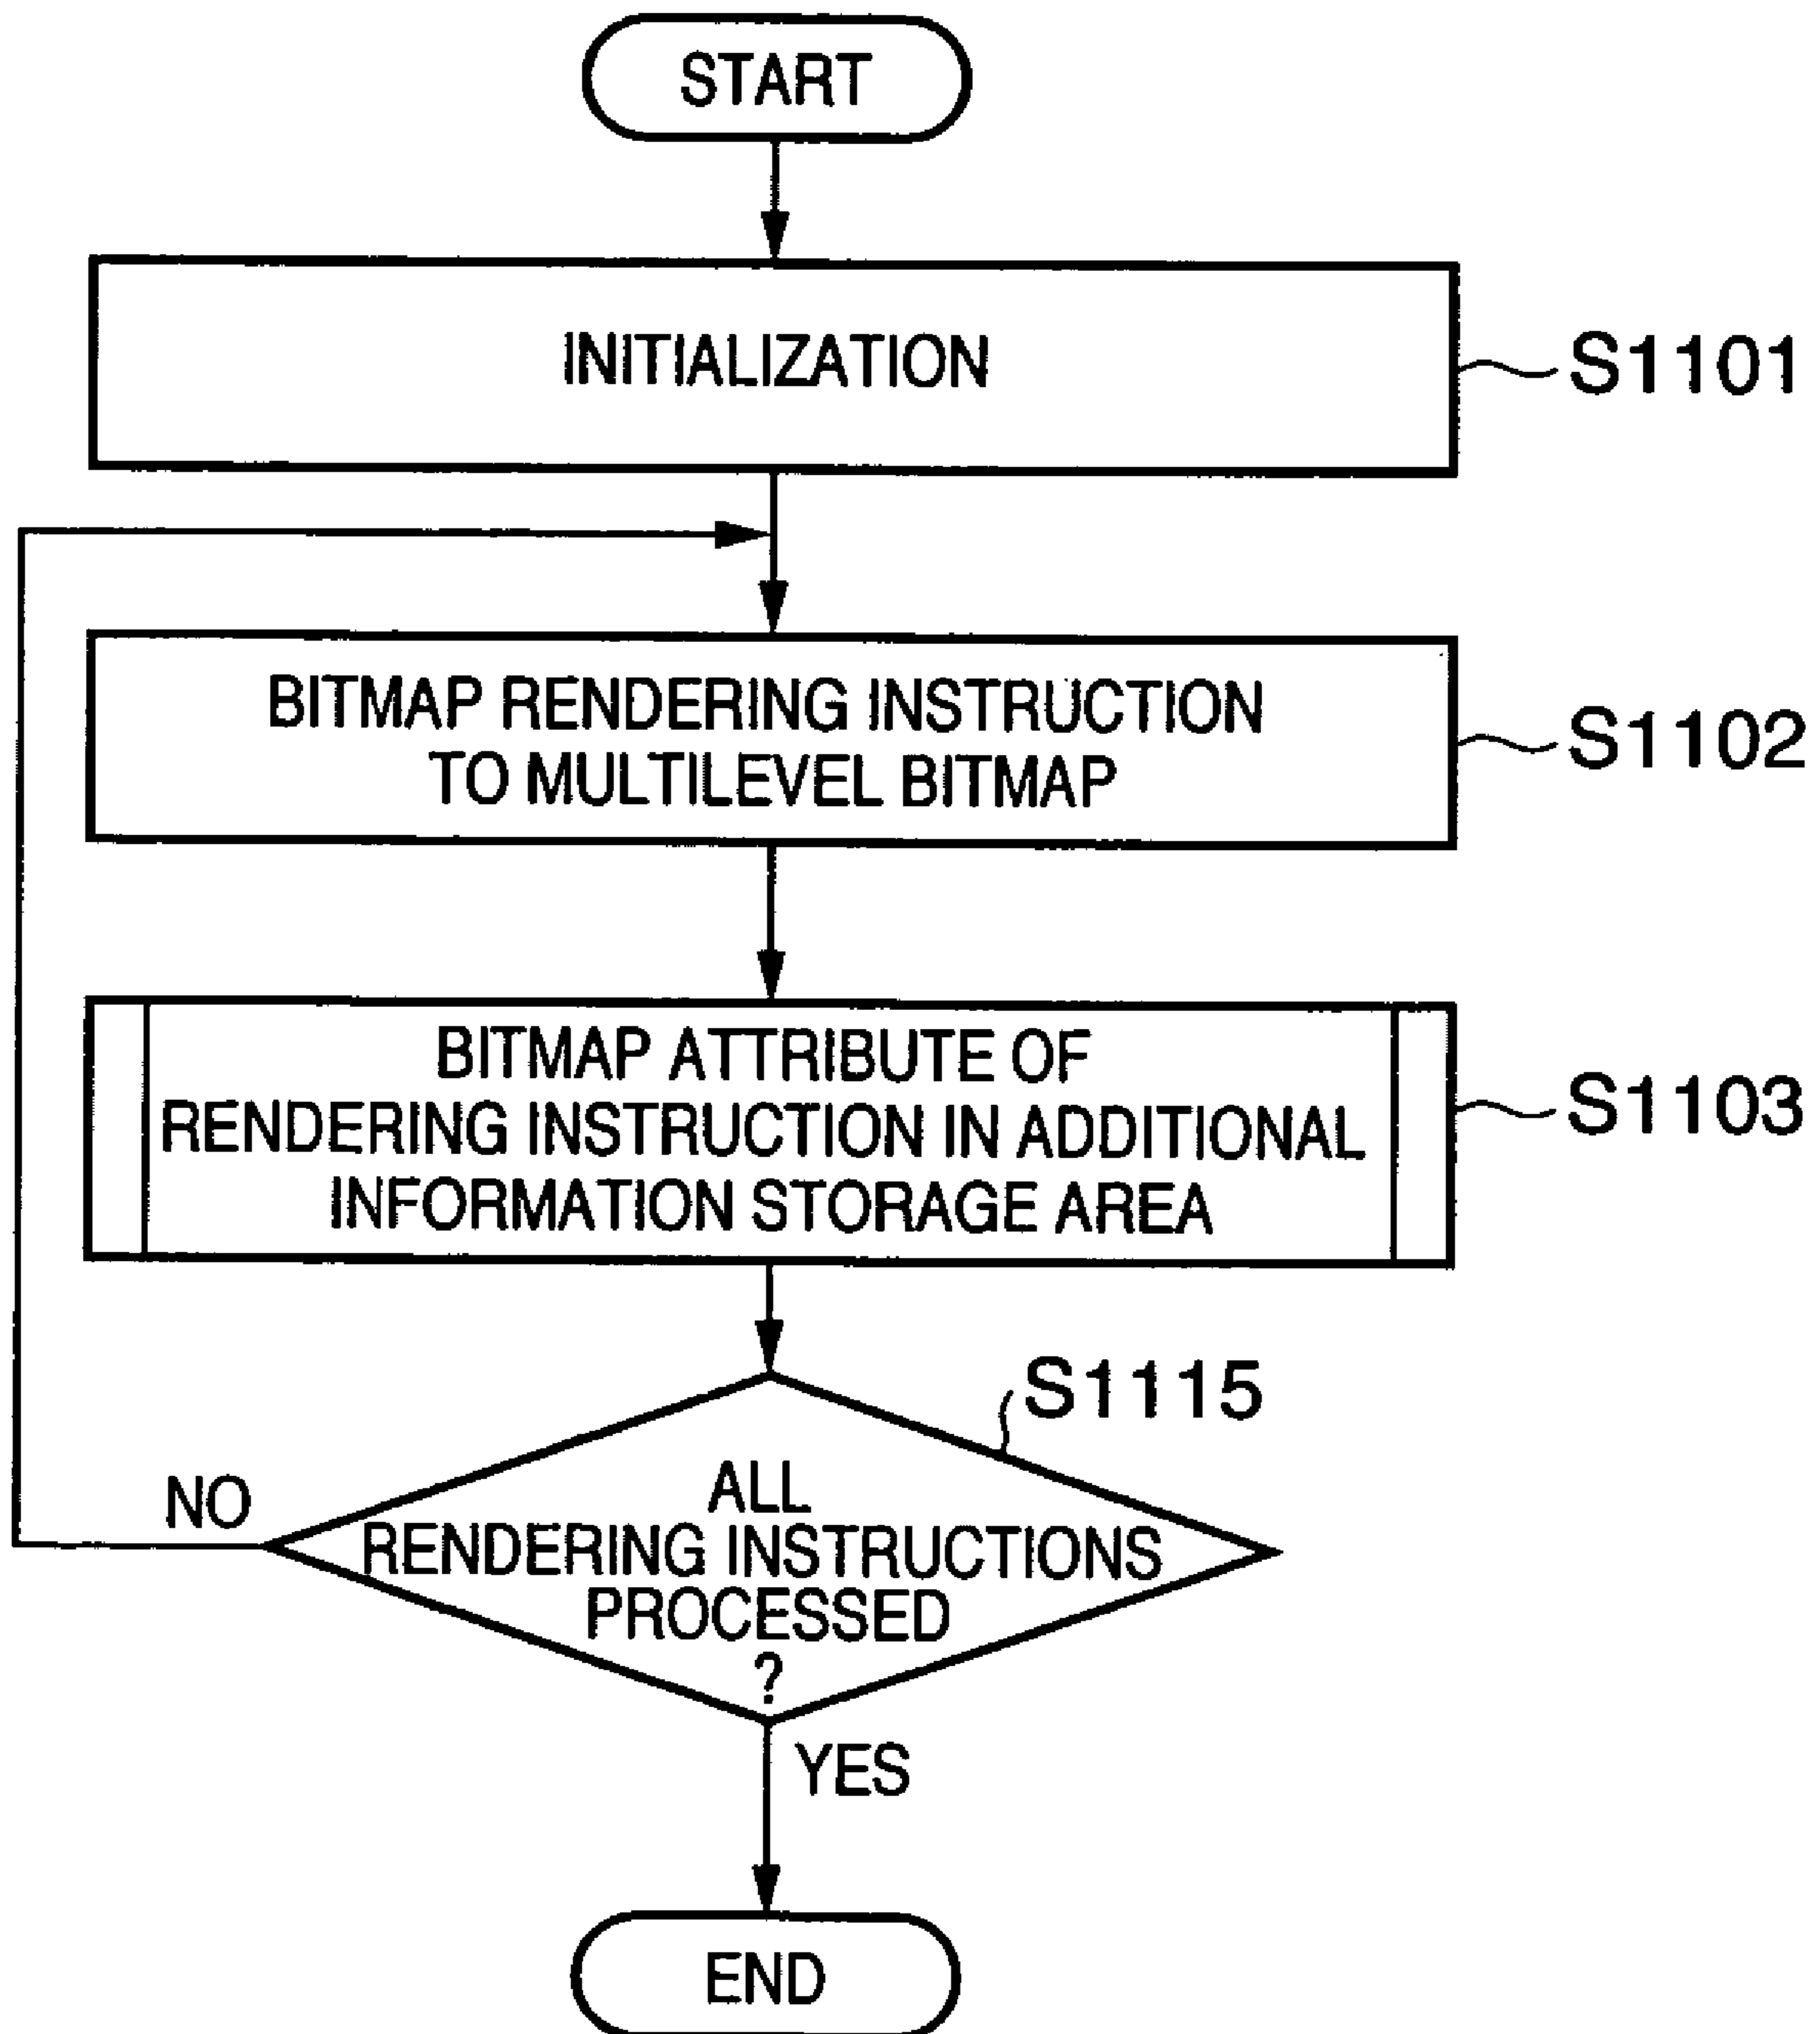 START
INITIALIZATION
S1101
BITMAP RENDERING INSTRUCTION
TO MULTILEVEL BITMAP
S1102
BITMAP ATTRIBUTE OF
RENDERING INSTRUCTION IN ADDITIONAL
INFORMATION STORAGE AREA
S1103
S1115
ALL
RENDERING INSTRUCTIONS
PROCESSED
?
NO
YES
END